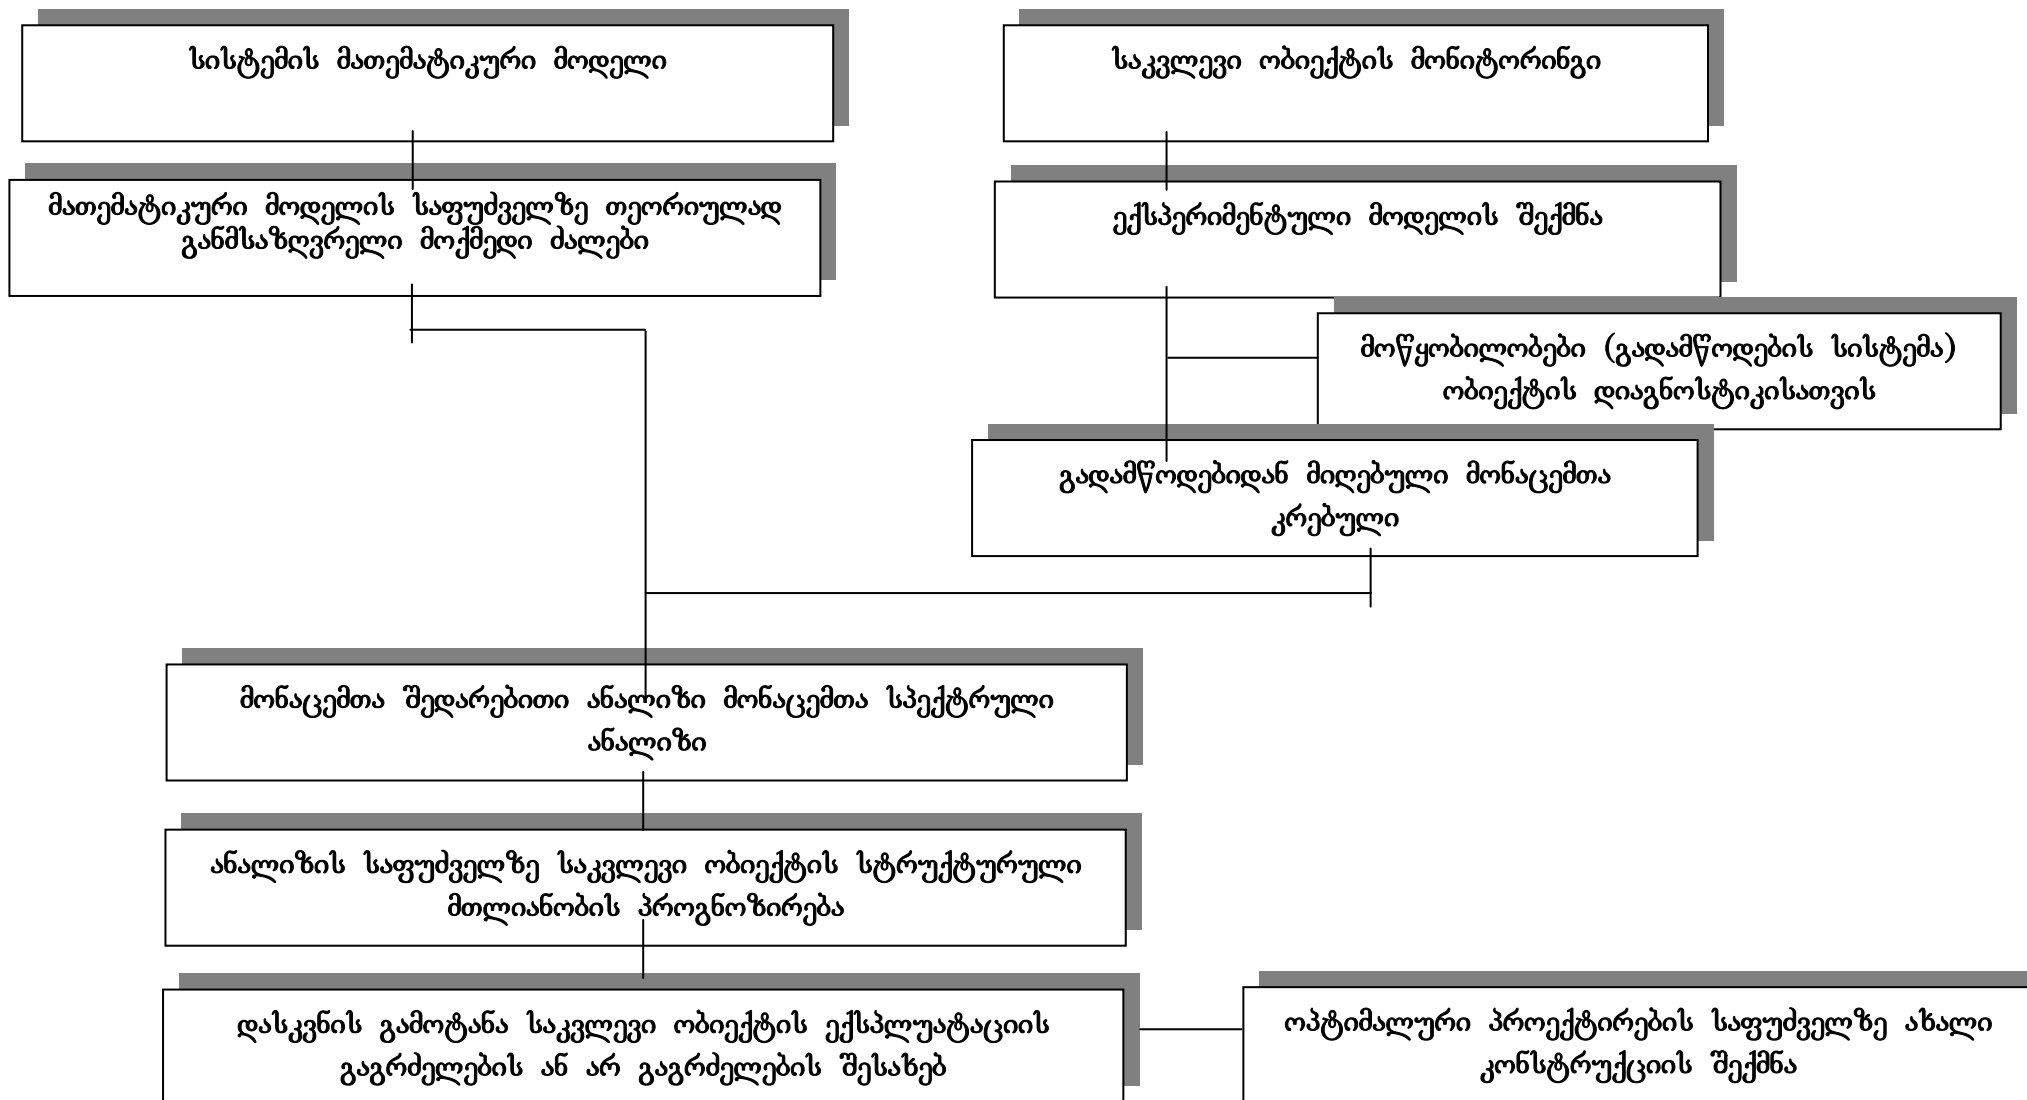 სისტემის მათემატიკური მოდელი
საკვლევი ობიექტის მონიტორინგი
მათემატიკური მოდელის საფუძველზე თეორიულად
განმსაზღვრელი მოქმედი ძალები
ექსპერიმენტული მოდელის შექმნა
მოწყობილობები (გადამწოდების სისტემა)
ობიექტის დიაგნოსტიკისათვის
გადამწოდებიდან მიღებული მონაცემთა
კრებული
მონაცემთა შედარებითი ანალიზი მონაცემთა სპექტრული
ანალიზი
ანალიზის საფუძველზე საკვლევი ობიექტის სტრუქტურული
მთლიანობის პროგნოზირება
დასკვნის გამოტანა საკვლევი ობიექტის ექსპლუატაციის
გაგრძელების ან არ გაგრძელების შესახებ
ოპტიმალური პროექტირების საფუძველზე ახალი
კონსტრუქციის შექმნა